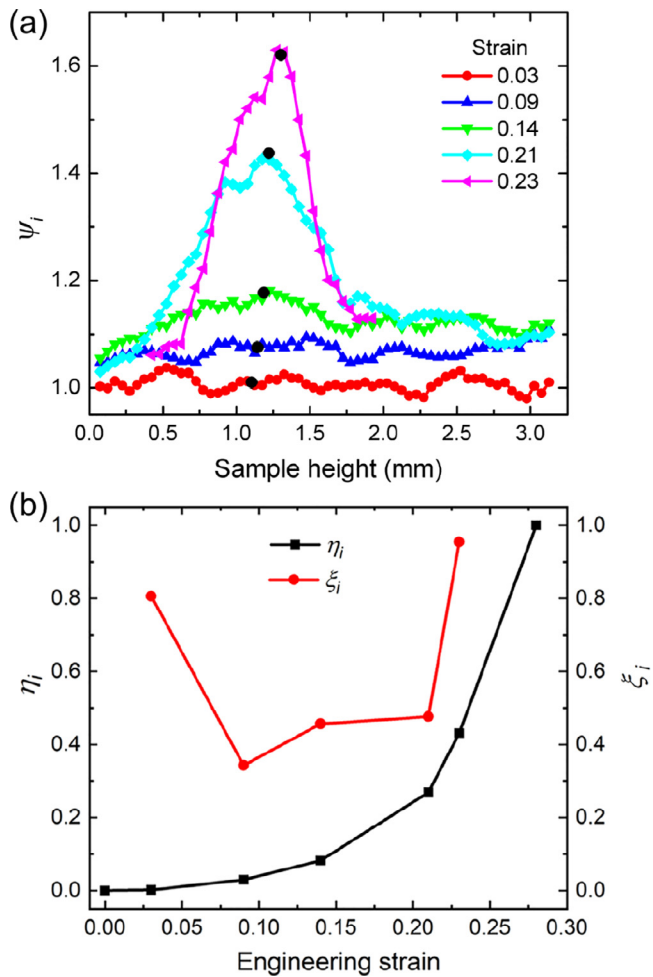 (a)
Strain
0.03
0.09
0.14
0.21
0.23
ψi
1.6
1.4
1.2
1.0
0.0 0.5 1.0 1.5 2.0 2.5 3.0
Sample height (mm)
(b)
ηi
ξi
ηi
1.0
0.8
0.6
0.4
0.2
0.0
1.0
0.8
0.6
0.4
0.2
0.0
ξi
0.00 0.05 0.10 0.15 0.20 0.25 0.30
Engineering strain